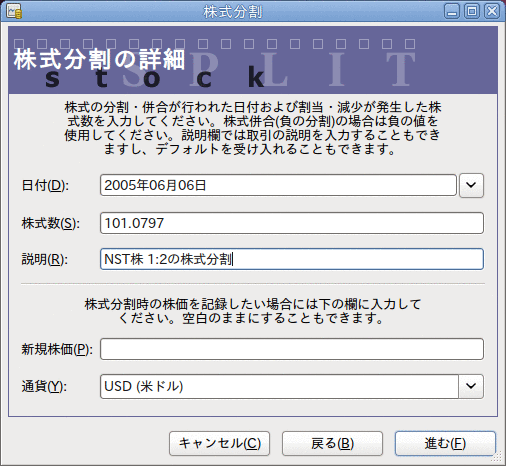 株式分割
株式分割の詳細
S P L I T
stock
株式の分割・併合が行われた日付および割当・減少が発生した株
式数を入力してください。株式併合(負の分割)の場合は負の値を
使用してください。説明欄では取引の説明を入力することもでき
ますし、デフォルトを受け入れることもできます。
日付(D): 2005年06月06日
株式数(S): 101.0797
説明(R): NST株 1:2の株式分割
株式分割時の株価を記録したい場合には下の欄に入力して
ください。空白のままにすることもできます。
新規株価(P):
通貨(Y): USD (米ドル)
キャンセル(C) 戻る(B) 進む(F)